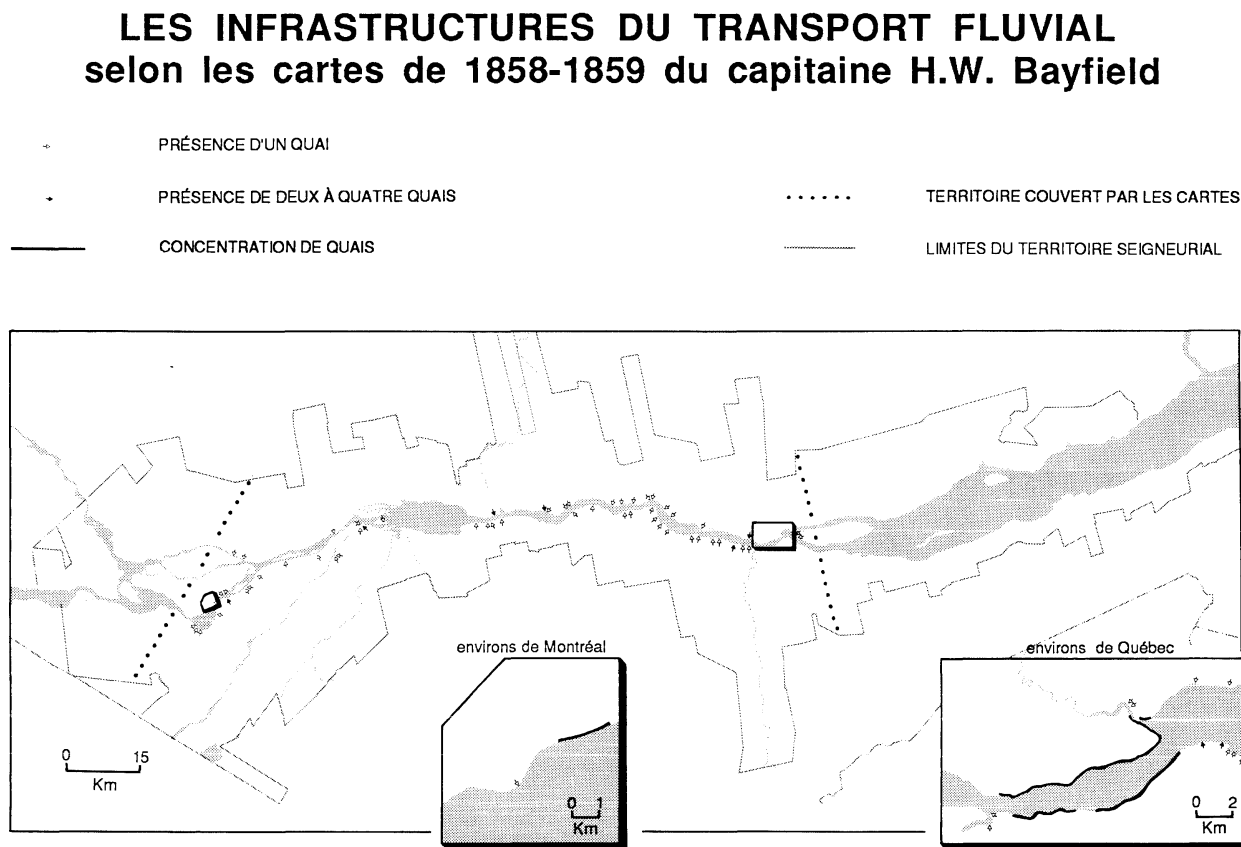 LES INFRASTRUCTURES DU TRANSPORT FLUVIAL
selon les cartes de 1858-1859 du capitaine H.W. Bayfield
PRÉSENCE D'UN QUAI
PRÉSENCE DE DEUX À QUATRE QUAIS
CONCENTRATION DE QUAIS
TERRITOIRE COUVERT PAR LES CARTES
LIMITES DU TERRITOIRE SEIGNEURIAL
0 15
Km
environs de Montréal
0 1
Km
environs de Québec
0 2
Km